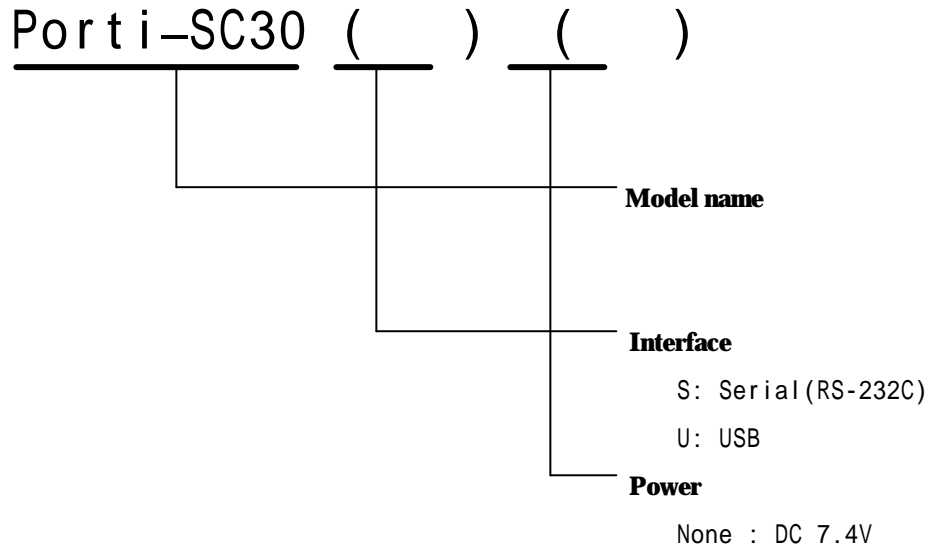 Porti-SC30 (    ) (    )
Model name
Interface
S: Serial(RS-232C)
U: USB
Power
None : DC 7.4V